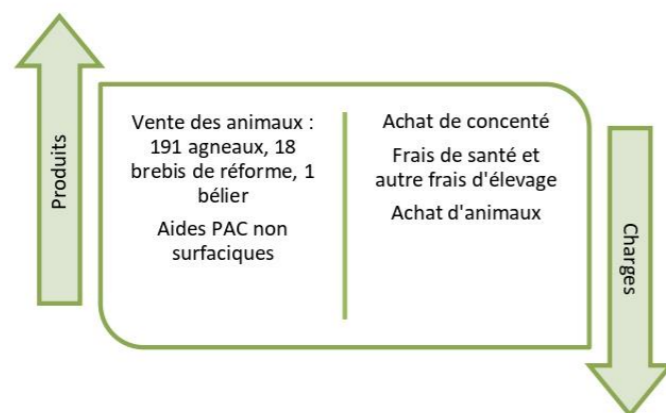 Produits
Vente des animaux :
191 agneaux, 18
brebis de réforme, 1
bélier
Aides PAC non
surfaciques
Achat de concenté
Frais de santé et
autre frais d'élevage
Achat d'animaux
Charges